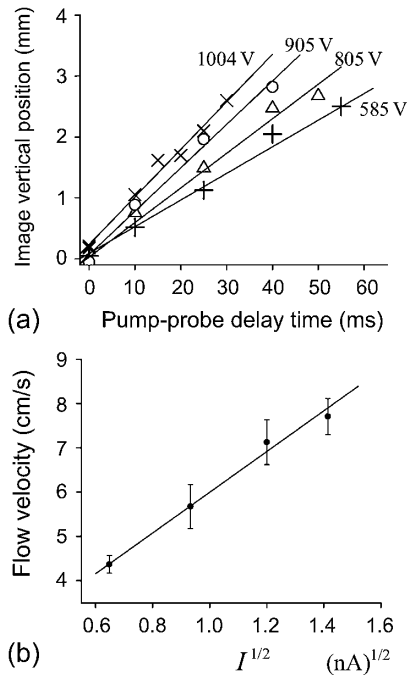 4
3
2
1
0
Image vertical position (mm)
1004 V
905 V
805 V
585 V
0 10 20 30 40 50 60
(a) Pump-probe delay time (ms)
9
8
7
6
5
4
Flow velocity (cm/s)
0.6 0.8 1.0 1.2 1.4 1.6
(b) I^{1/2} (nA)^{1/2}